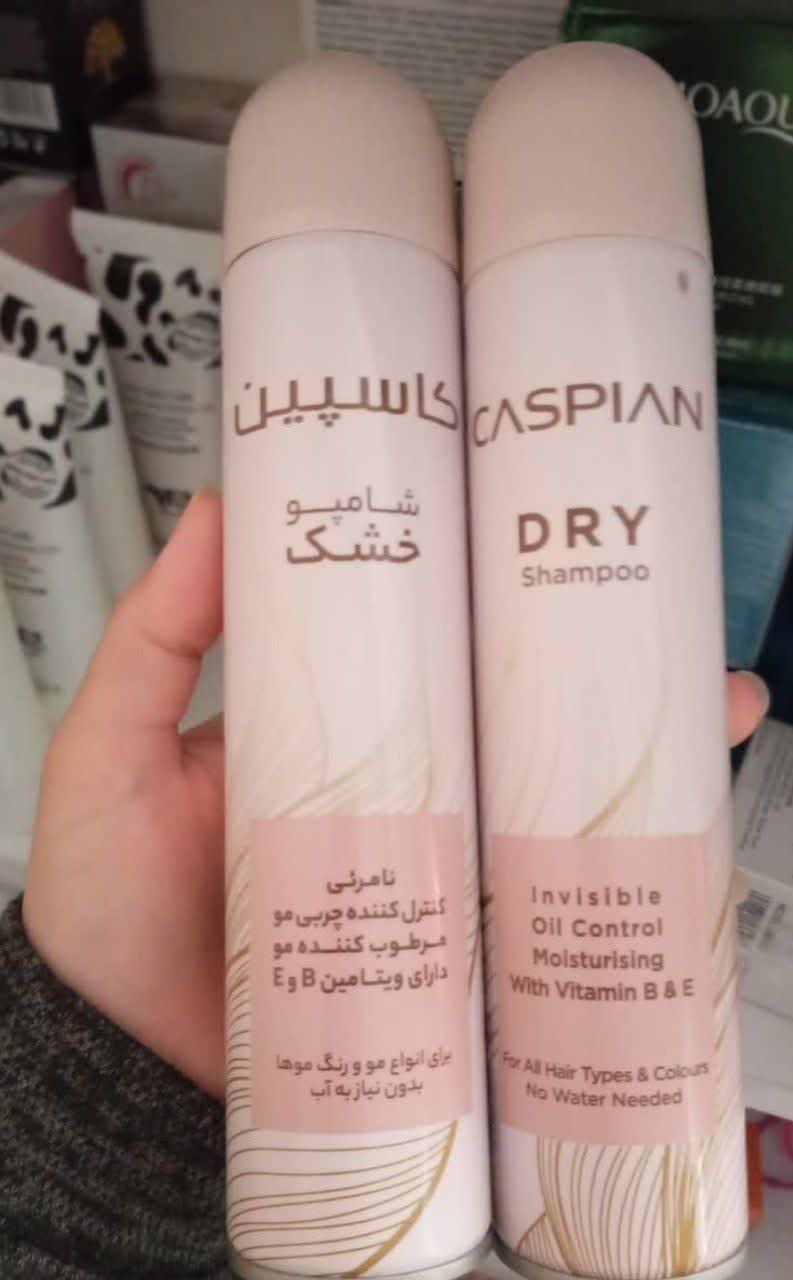 کاسپین
شامپو
خشک
نامرئی
کنترل کننده چربی مو
مرطوب کننده مو
دارای ویتامین B و E
برای انواع مو و رنگ موها
بدون نیاز به آب
CASPIAN
DRY
Shampoo
Invisible
Oil Control
Moisturising
With Vitamin B & E
For All Hair Types & Colours
No Water Needed